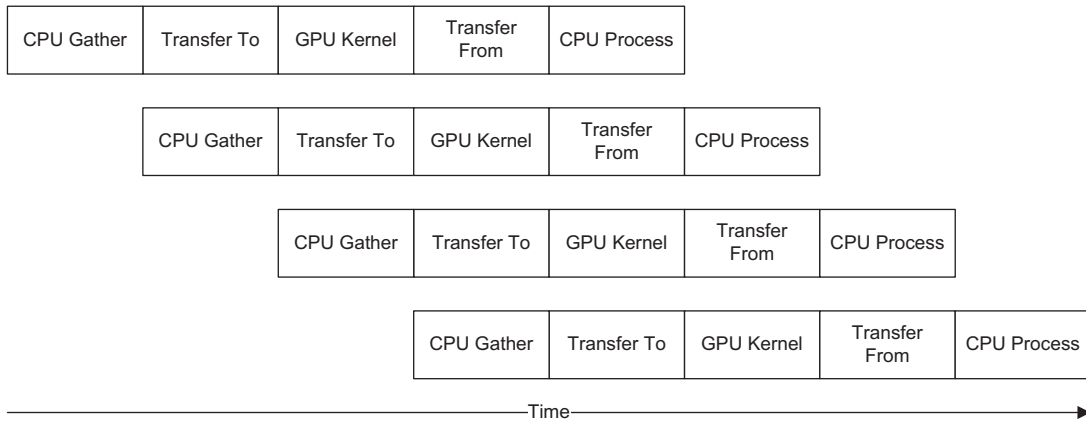 CPU Gather
Transfer To
GPU Kernel
Transfer
From
CPU Process
CPU Gather
Transfer To
GPU Kernel
Transfer
From
CPU Process
CPU Gather
Transfer To
GPU Kernel
Transfer
From
CPU Process
CPU Gather
Transfer To
GPU Kernel
Transfer
From
CPU Process
Time